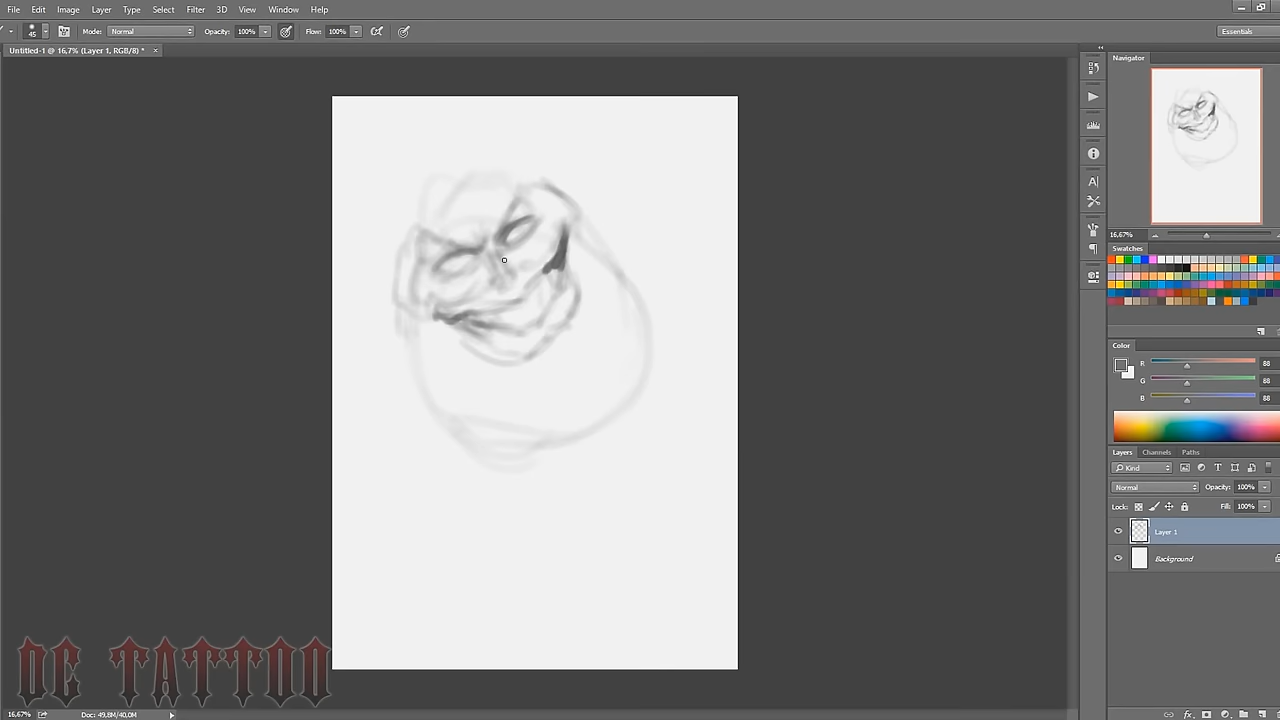 File Edit Image Layer Type Select Filter 3D View Window Help
45 Mode: Normal Opacity: 100% Flow: 100% Essentials
Untitled-1 @ 16,7% (Layer 1, RGB/8) * ×
Navigator
16,67%
Swatches
Color
R 88
G 88
B 88
Layers Channels Paths
Kind
Normal Opacity: 100%
Lock: Fill: 100%
Layer 1
Background
DC TATTOO
16,67% Doc: 49,8M/40,0M